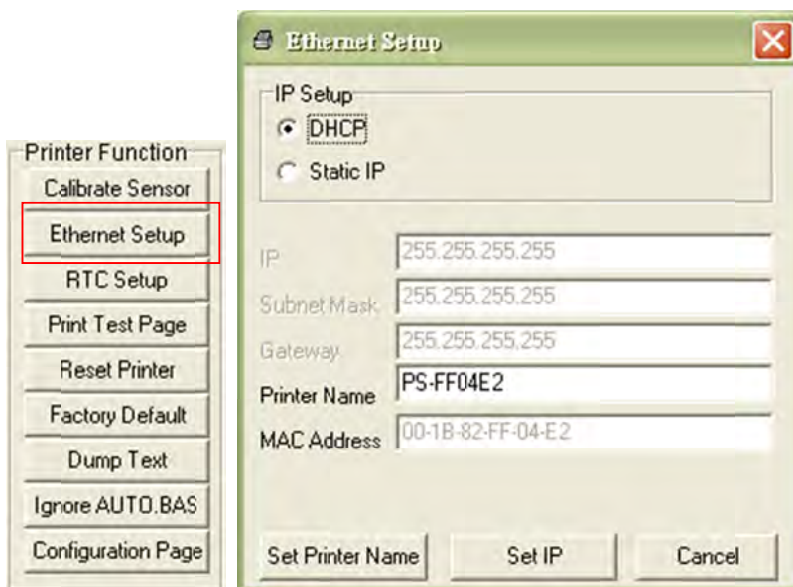 Printer Function
Calibrate Sensor
Ethernet Setup
RTC Setup
Print Test Page
Reset Printer
Factory Default
Dump Text
Ignore AUTO.BAS
Configuration Page
Ethernet Setup
IP Setup
DHCP
Static IP
IP 255.255.255.255
Subnet Mask 255.255.255.255
Gateway 255.255.255.255
Printer Name PS-FF04E2
MAC Address 00-1B-82-FF-04-E2
Set Printer Name Set IP Cancel